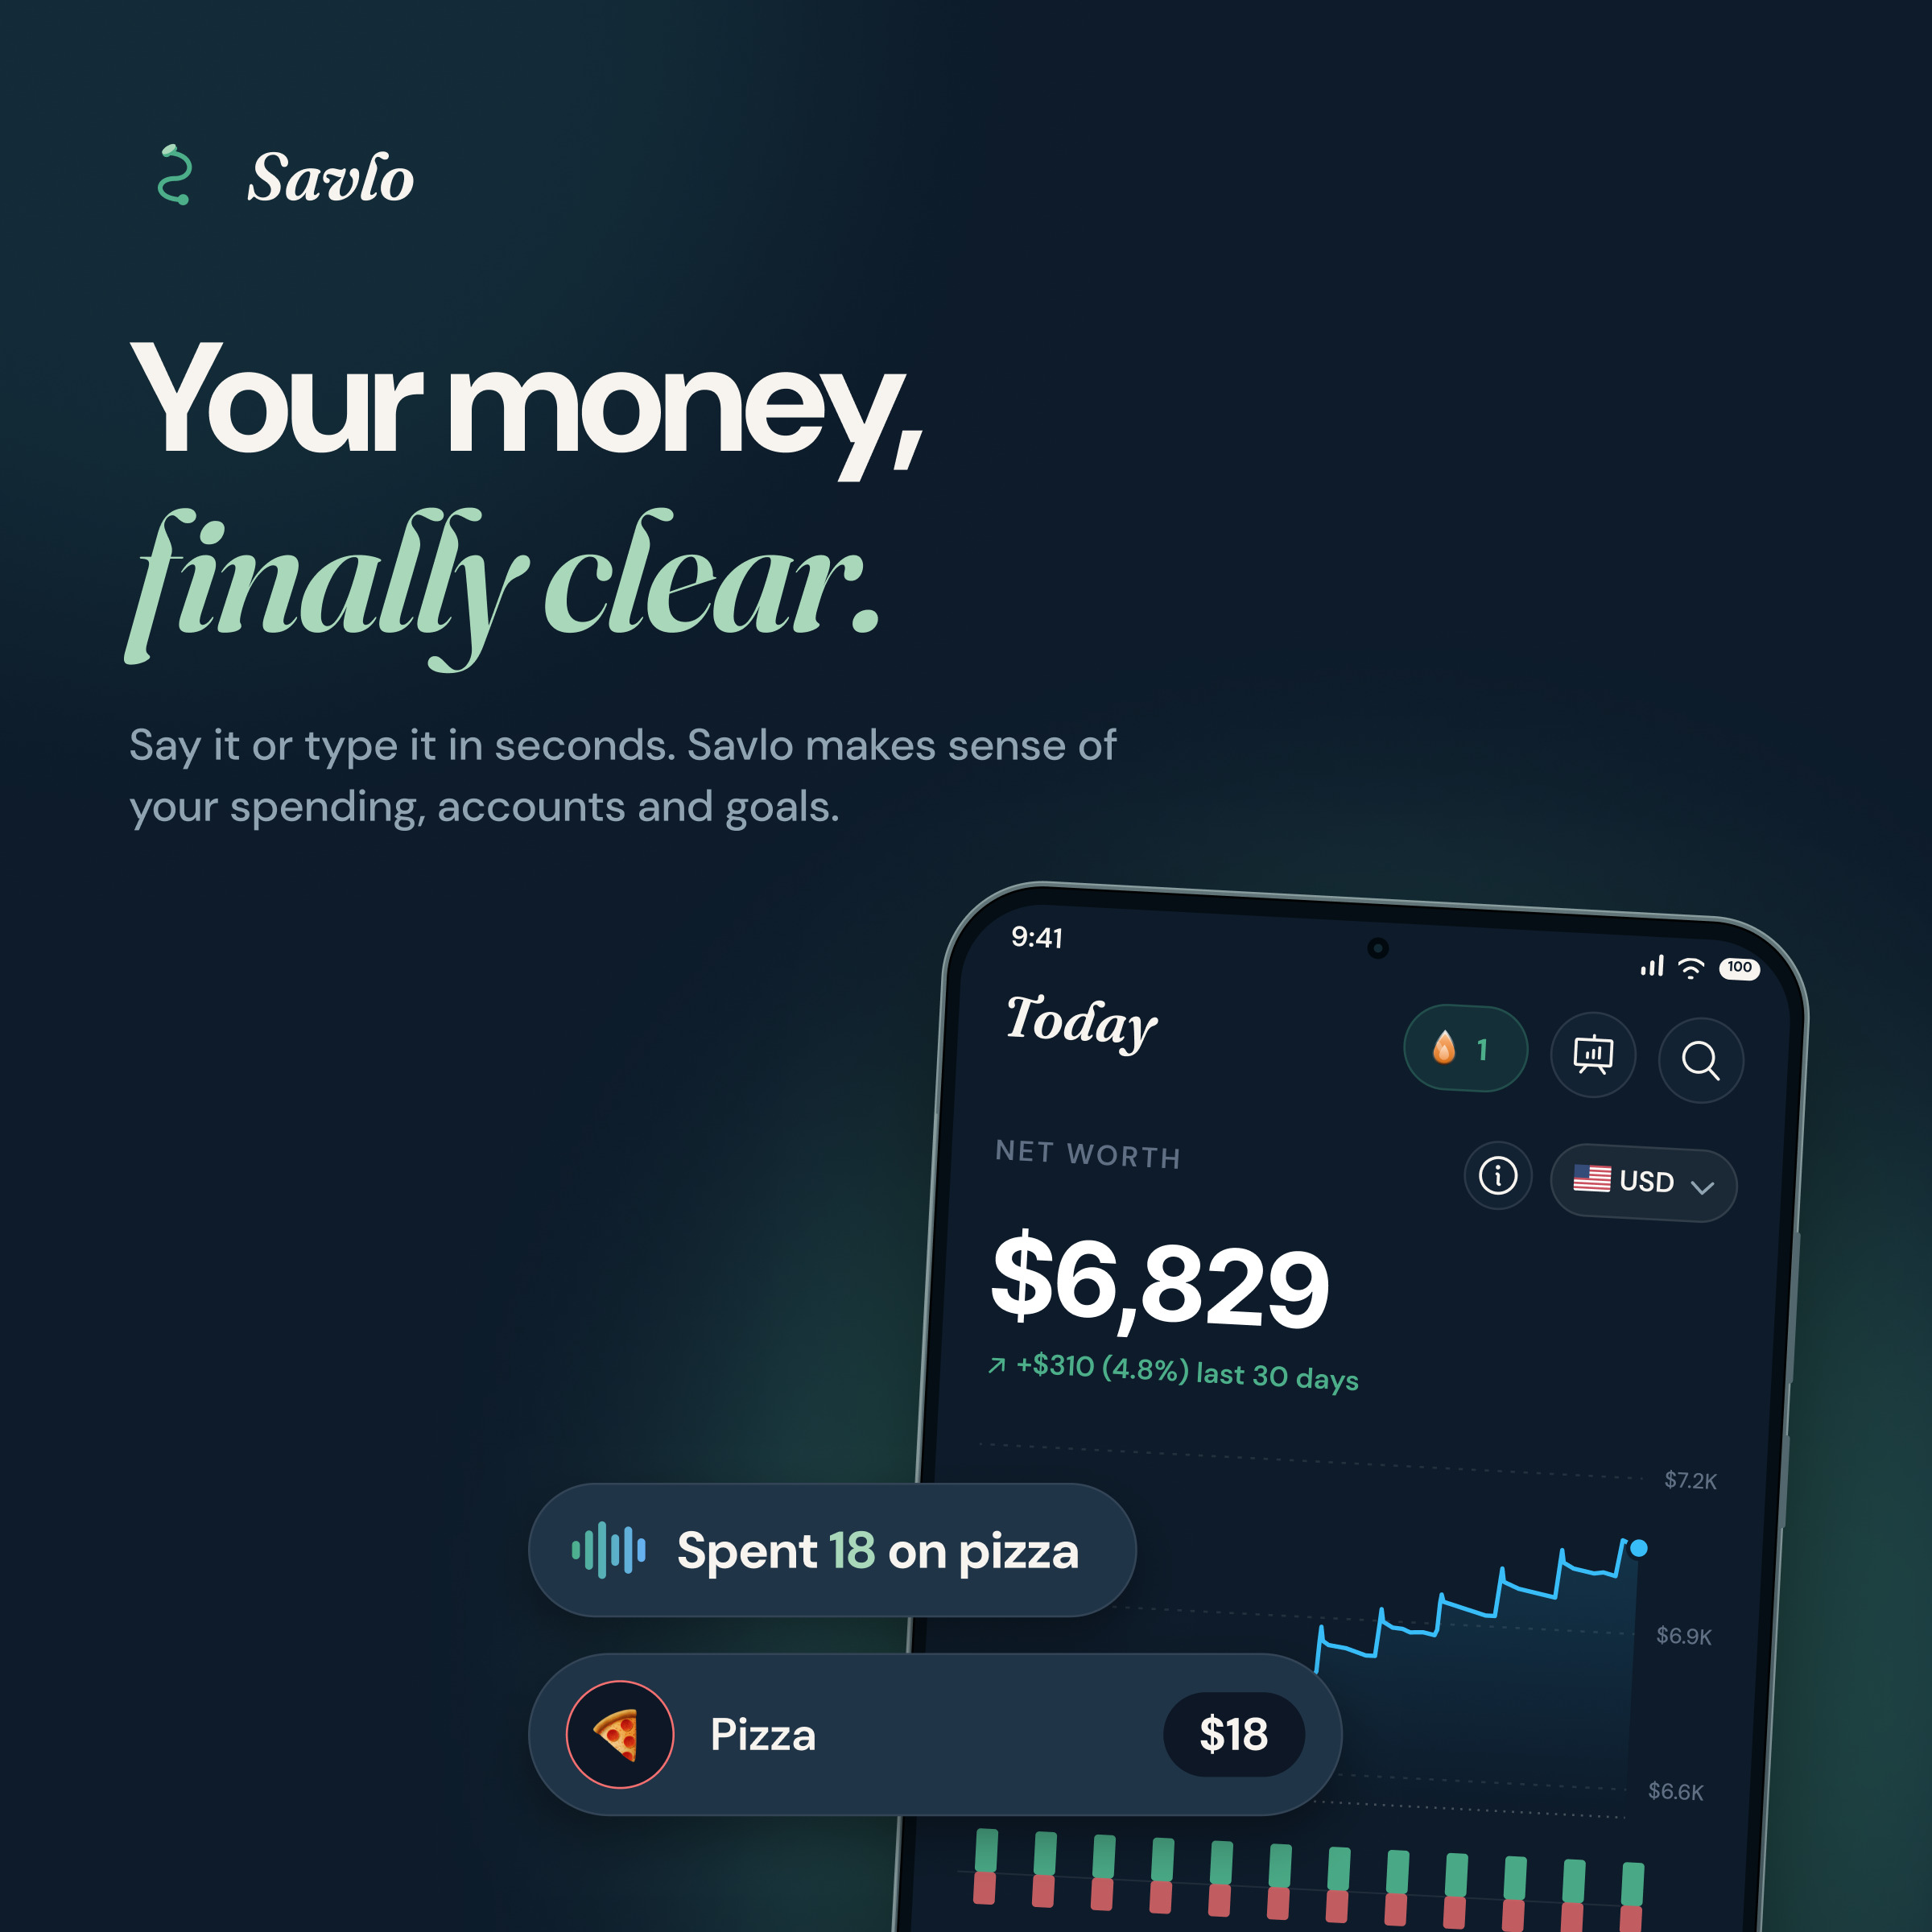 Savlo
Your money,
finally clear.
Say it or type it in seconds. Savlo makes sense of
your spending, accounts and goals.
9:41
100
Today
1
NET WORTH
USD
$6,829
+$310 (4.8%) last 30 days
$7.2K
Spent 18 on pizza
$6.9K
Pizza
$18
$6.6K